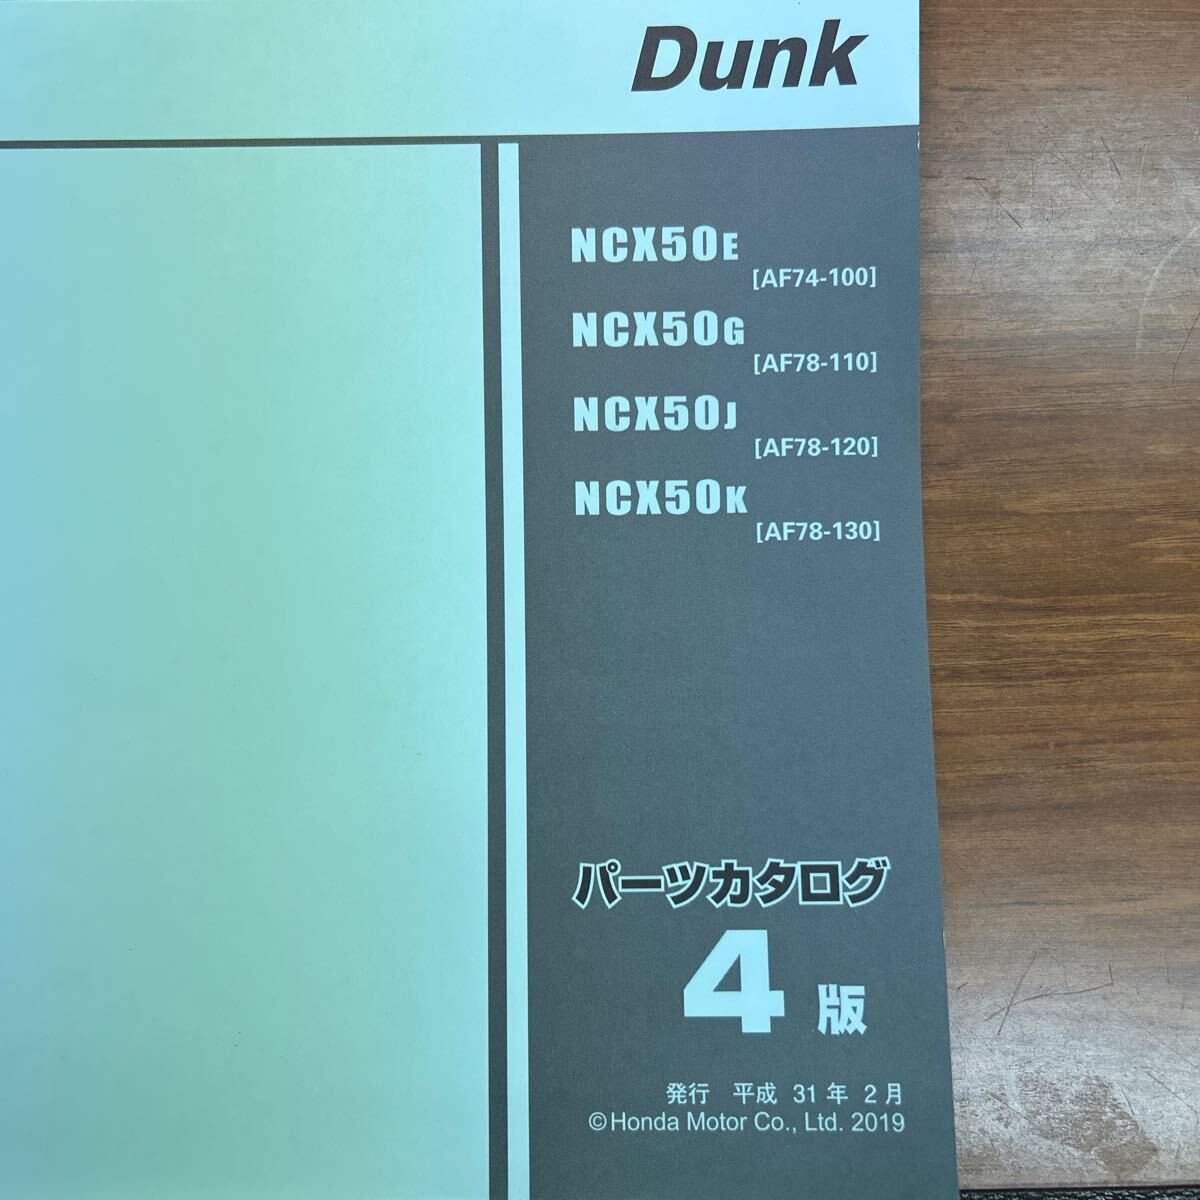 Dunk
NCX50E
[AF74-100]
NCX50G
[AF78-110]
NCX50J
[AF78-120]
NCX50K
[AF78-130]
パーツカタログ
4版
発行 平成 31 年 2 月
©Honda Motor Co., Ltd. 2019